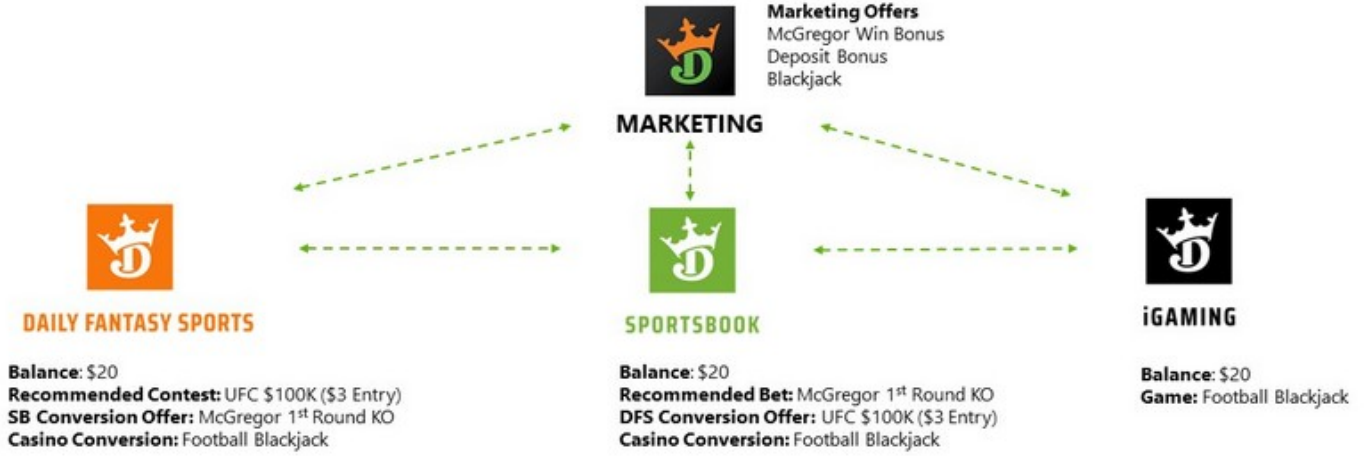 Marketing Offers
McGregor Win Bonus
Deposit Bonus
Blackjack
MARKETING
DAILY FANTASY SPORTS
Balance: $20
Recommended Contest: UFC $100K ($3 Entry)
SB Conversion Offer: McGregor 1st Round KO
Casino Conversion: Football Blackjack
SPORTSBOOK
Balance: $20
Recommended Bet: McGregor 1st Round KO
DFS Conversion Offer: UFC $100K ($3 Entry)
Casino Conversion: Football Blackjack
iGAMING
Balance: $20
Game: Football Blackjack